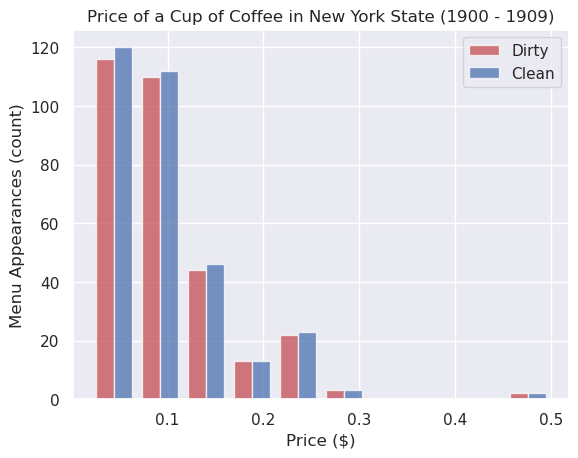 Price of a Cup of Coffee in New York State (1900 - 1909)
Dirty
Clean
Menu Appearances (count)
120
100
80
60
40
20
0
0.1 0.2 0.3 0.4 0.5
Price ($)